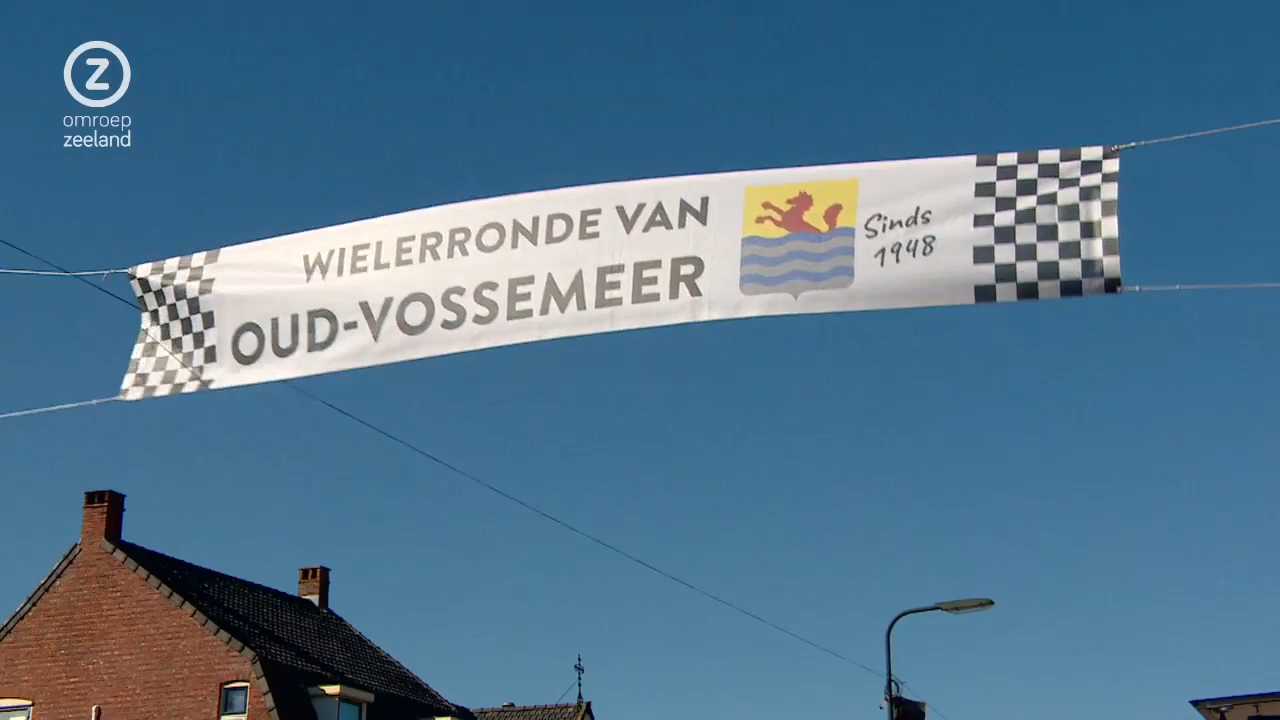 Z
omroep
zeeland
WIELERRONDE VAN
OUD-VOSSEMEER
Sinds
1948